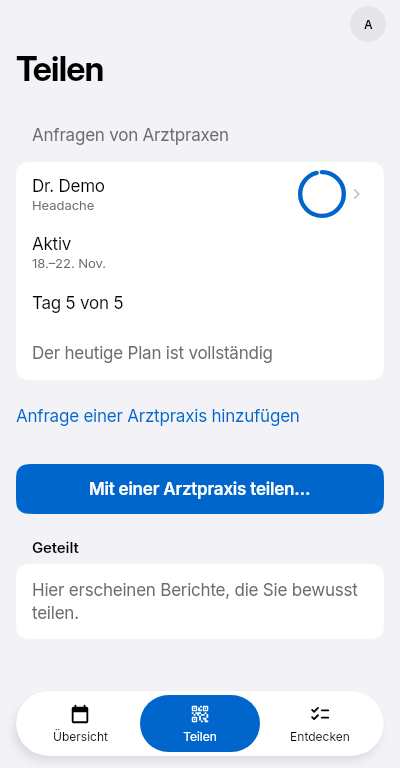 A
Teilen
Anfragen von Arztpraxen
Dr. Demo
Headache
Aktiv
18.–22. Nov.
Tag 5 von 5
Der heutige Plan ist vollständig
Anfrage einer Arztpraxis hinzufügen
Mit einer Arztpraxis teilen...
Geteilt
Hier erscheinen Berichte, die Sie bewusst
teilen.
Übersicht
Teilen
Entdecken